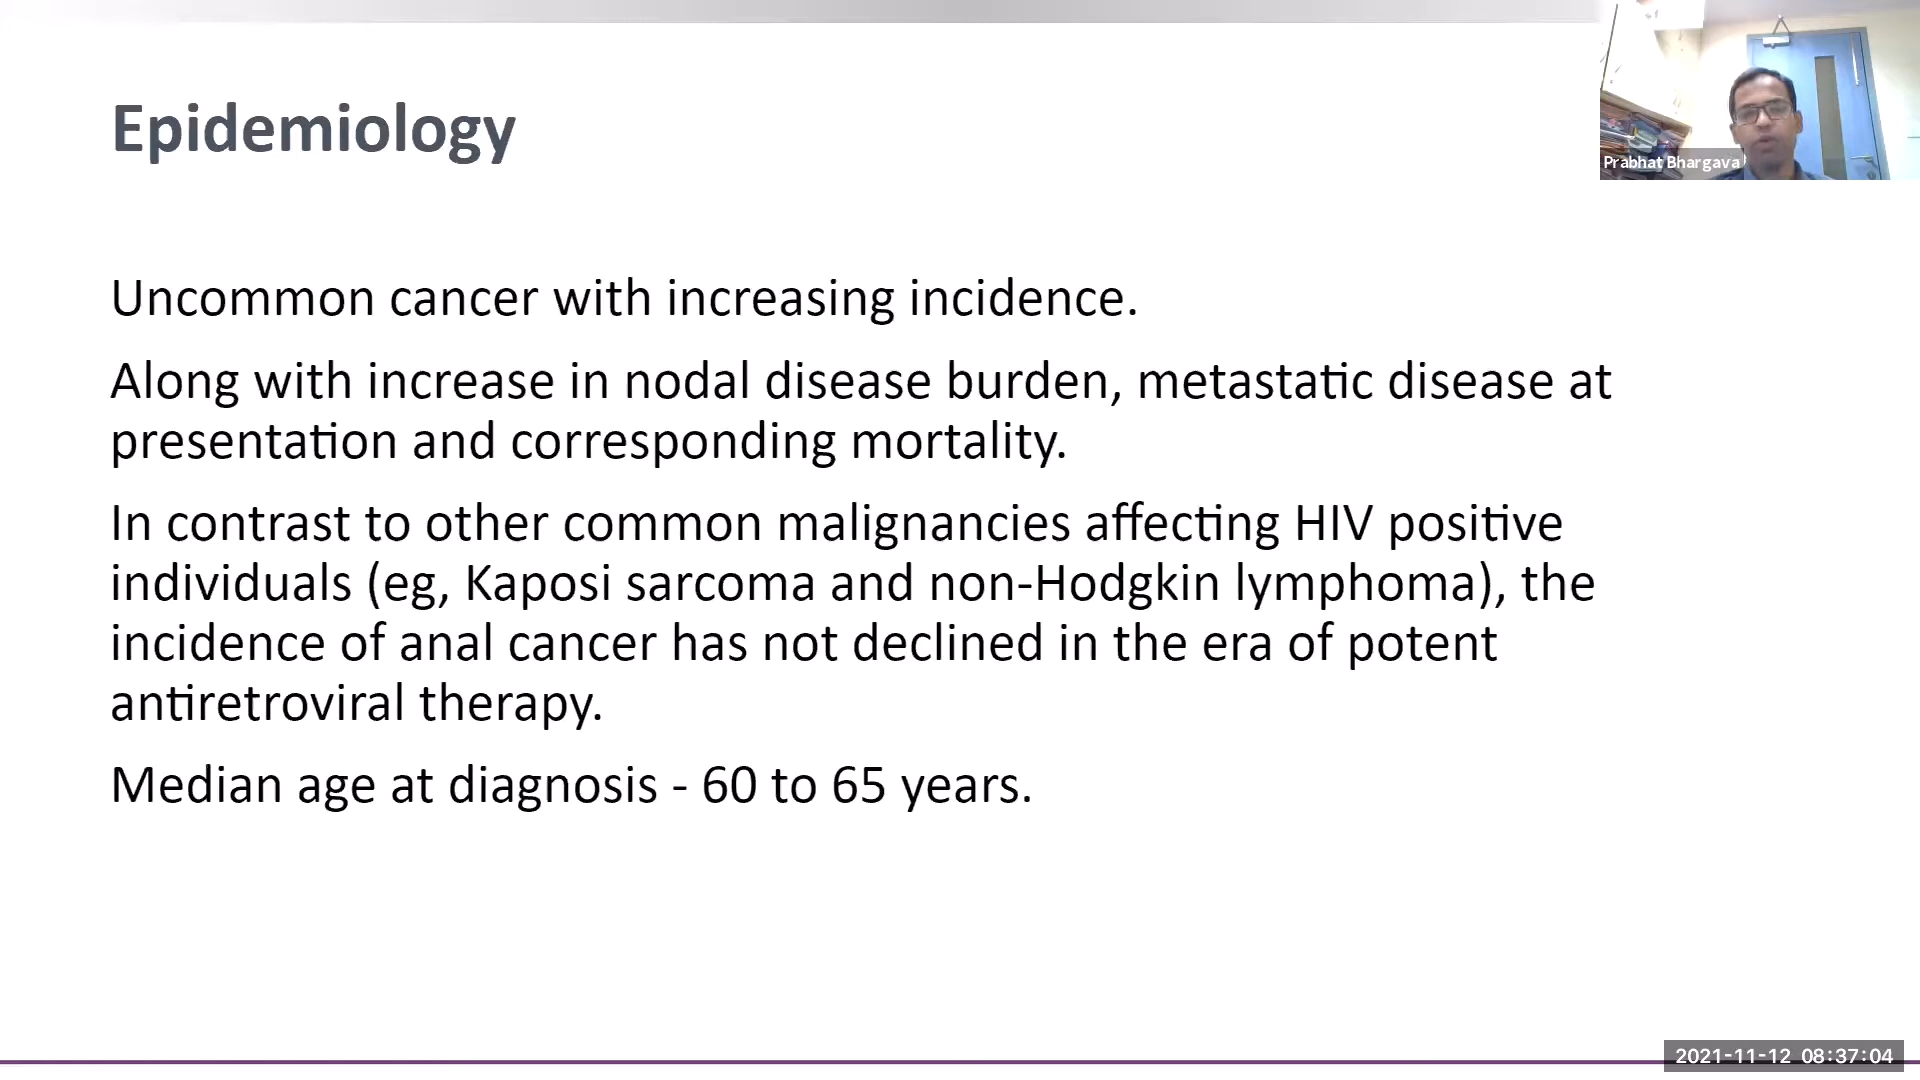 Epidemiology
Prabhat Bhargava
Uncommon cancer with increasing incidence.
Along with increase in nodal disease burden, metastatic disease at
presentation and corresponding mortality.
In contrast to other common malignancies affecting HIV positive
individuals (eg, Kaposi sarcoma and non-Hodgkin lymphoma), the
incidence of anal cancer has not declined in the era of potent
antiretroviral therapy.
Median age at diagnosis - 60 to 65 years.
2021-11-12 08:37:04